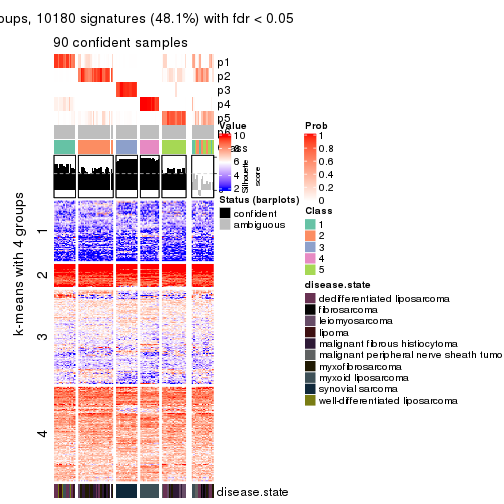 oups, 10180 signatures (48.1%) with fdr < 0.05
90 confident samples
p1
p2
p3
p4
p5
Value
10
8
6
4
2
Silhouette
score
Status (barplots)
confident
ambiguous
Prob
1
0.8
0.6
0.4
0.2
0
Class
1
2
3
4
5
disease.state
dedifferentiated liposarcoma
fibrosarcoma
leiomyosarcoma
lipoma
malignant fibrous histiocytoma
malignant peripheral nerve sheath tumo
myxofibrosarcoma
myxoid liposarcoma
synovial sarcoma
well-differentiated liposarcoma
k-means with 4 groups
1
2
3
4
disease.state